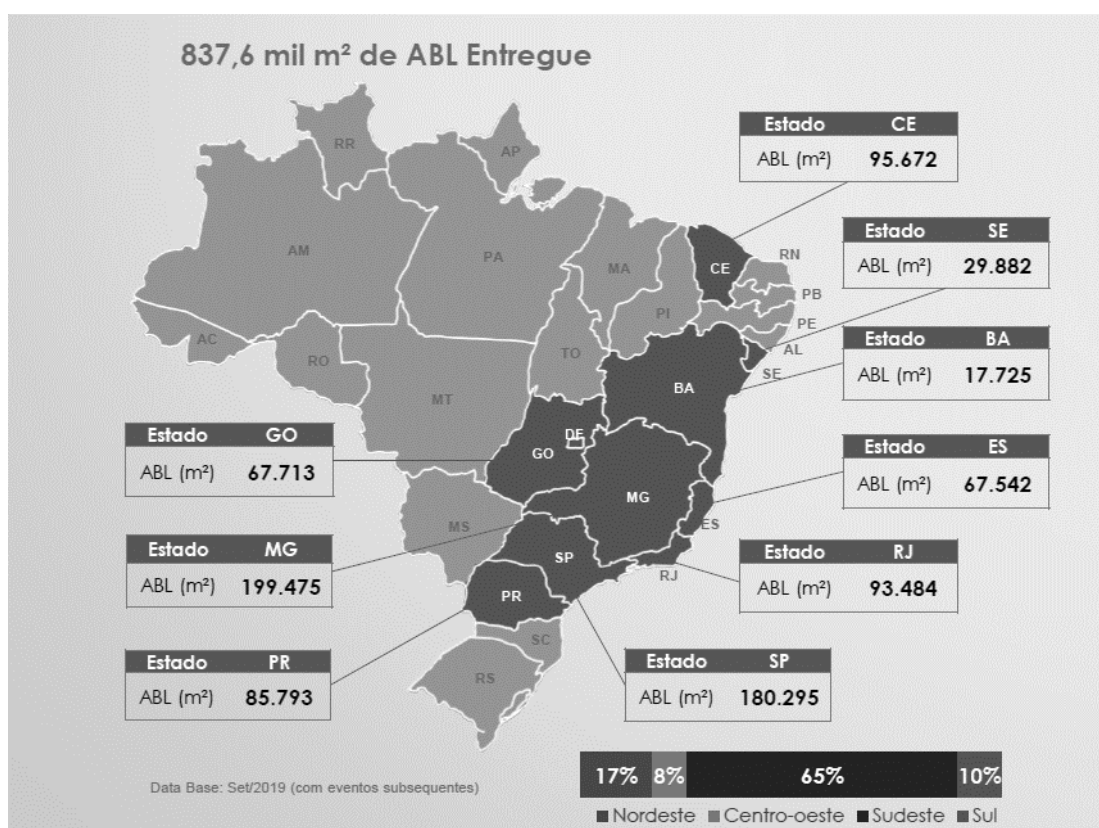 837,6 mil m² de ABL Entregue
RR
AP
Estado CE
ABL (m²) 95.672
AM
PA
MA
CE
RN
PB
PI
PE
AL
SE
AC
RO
TO
MT
BA
Estado SE
ABL (m²) 29.882
Estado BA
ABL (m²) 17.725
Estado GO
ABL (m²) 67.713
DF
GO
MG
ES
Estado ES
ABL (m²) 67.542
MS
SP
RJ
Estado MG
ABL (m²) 199.475
Estado RJ
ABL (m²) 93.484
PR
SC
RS
Estado PR
ABL (m²) 85.793
Estado SP
ABL (m²) 180.295
17% 8% 65% 10%
Data Base: Set/2019 (com eventos subsequentes)
Nordeste Centro-oeste Sudeste Sul